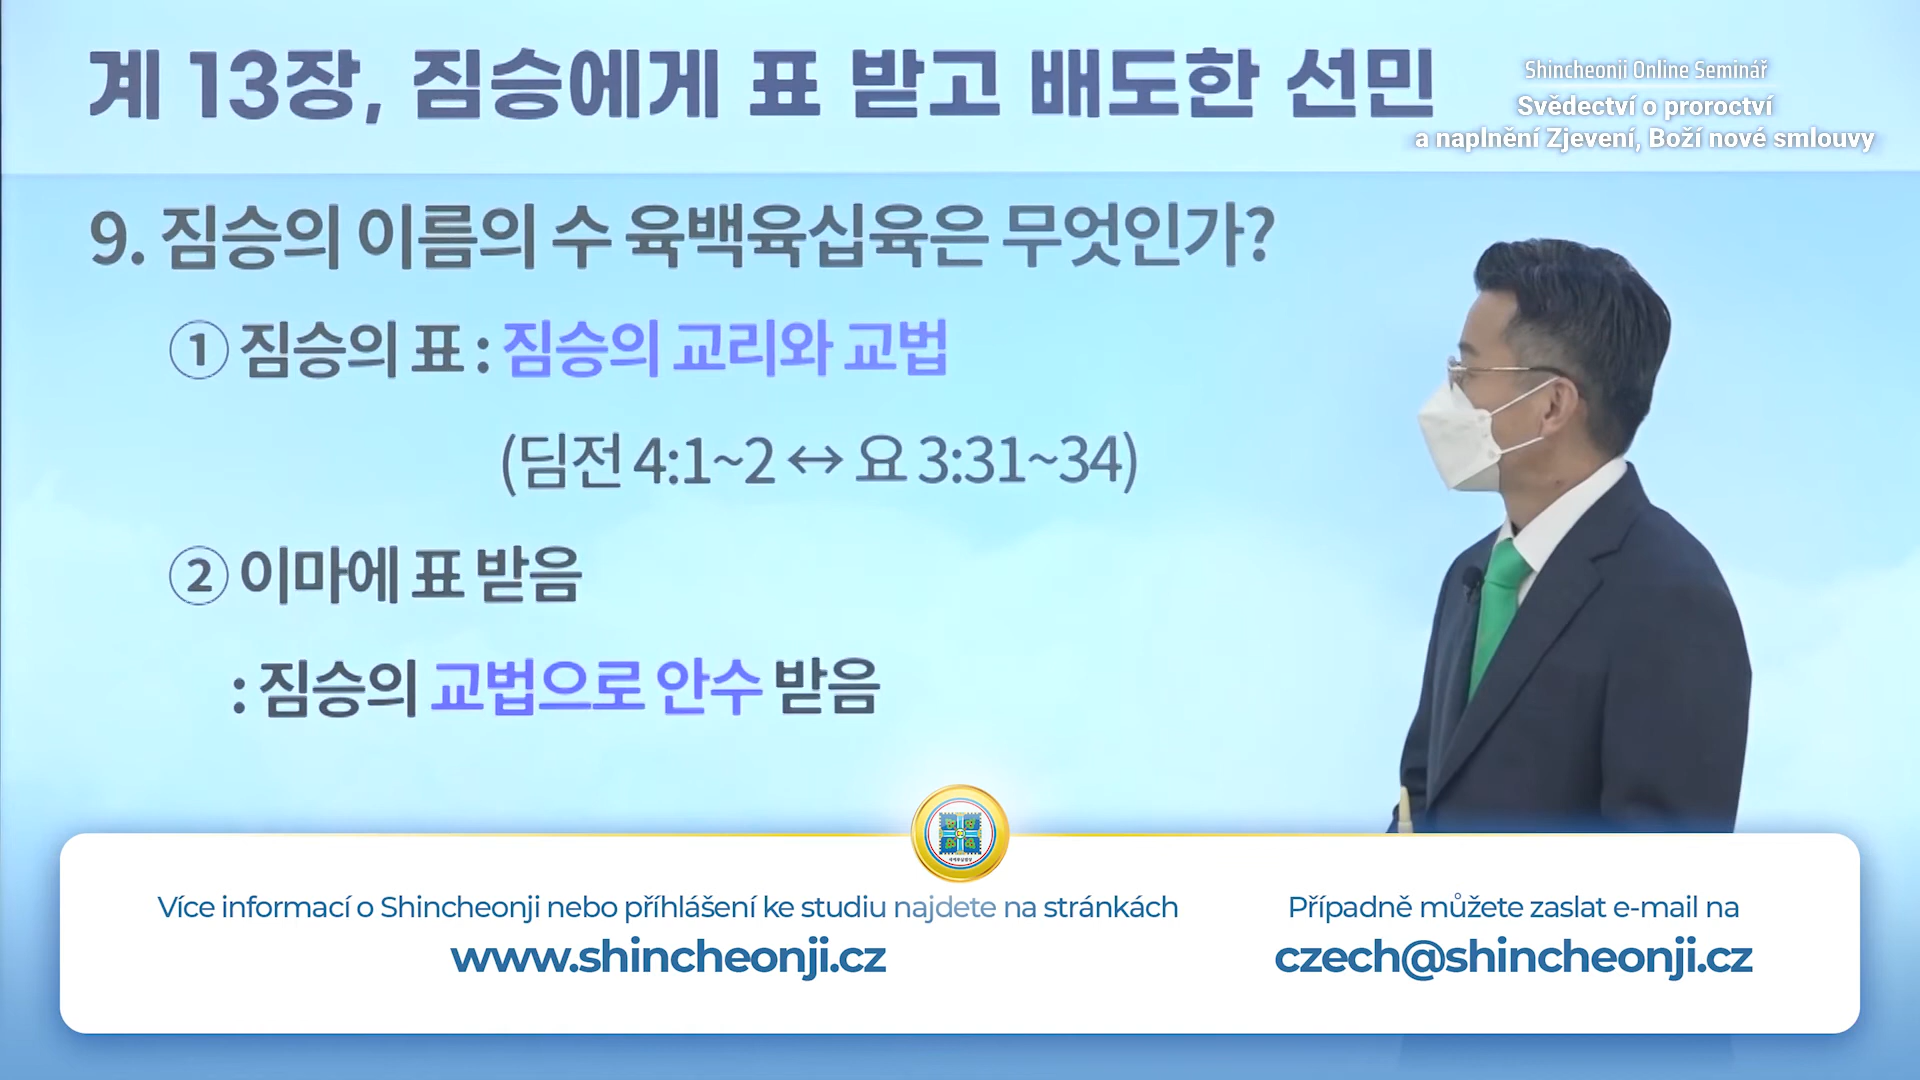 계 13장, 짐승에게 표 받고 배도한 선민
Shincheonji Online Seminář
Svědectví o proroctví
a naplnění Zjevení, Boží nové smlouvy
9. 짐승의 이름의 수 육백육십육은 무엇인가?
① 짐승의 표 : 짐승의 교리와 교법
(딤전 4:1~2 ↔ 요 3:31~34)
② 이마에 표 받음
: 짐승의 교법으로 안수 받음
Více informací o Shincheonji nebo příhlášení ke studiu najdete na stránkách
www.shincheonji.cz
Případně můžete zaslat e-mail na
czech@shincheonji.cz